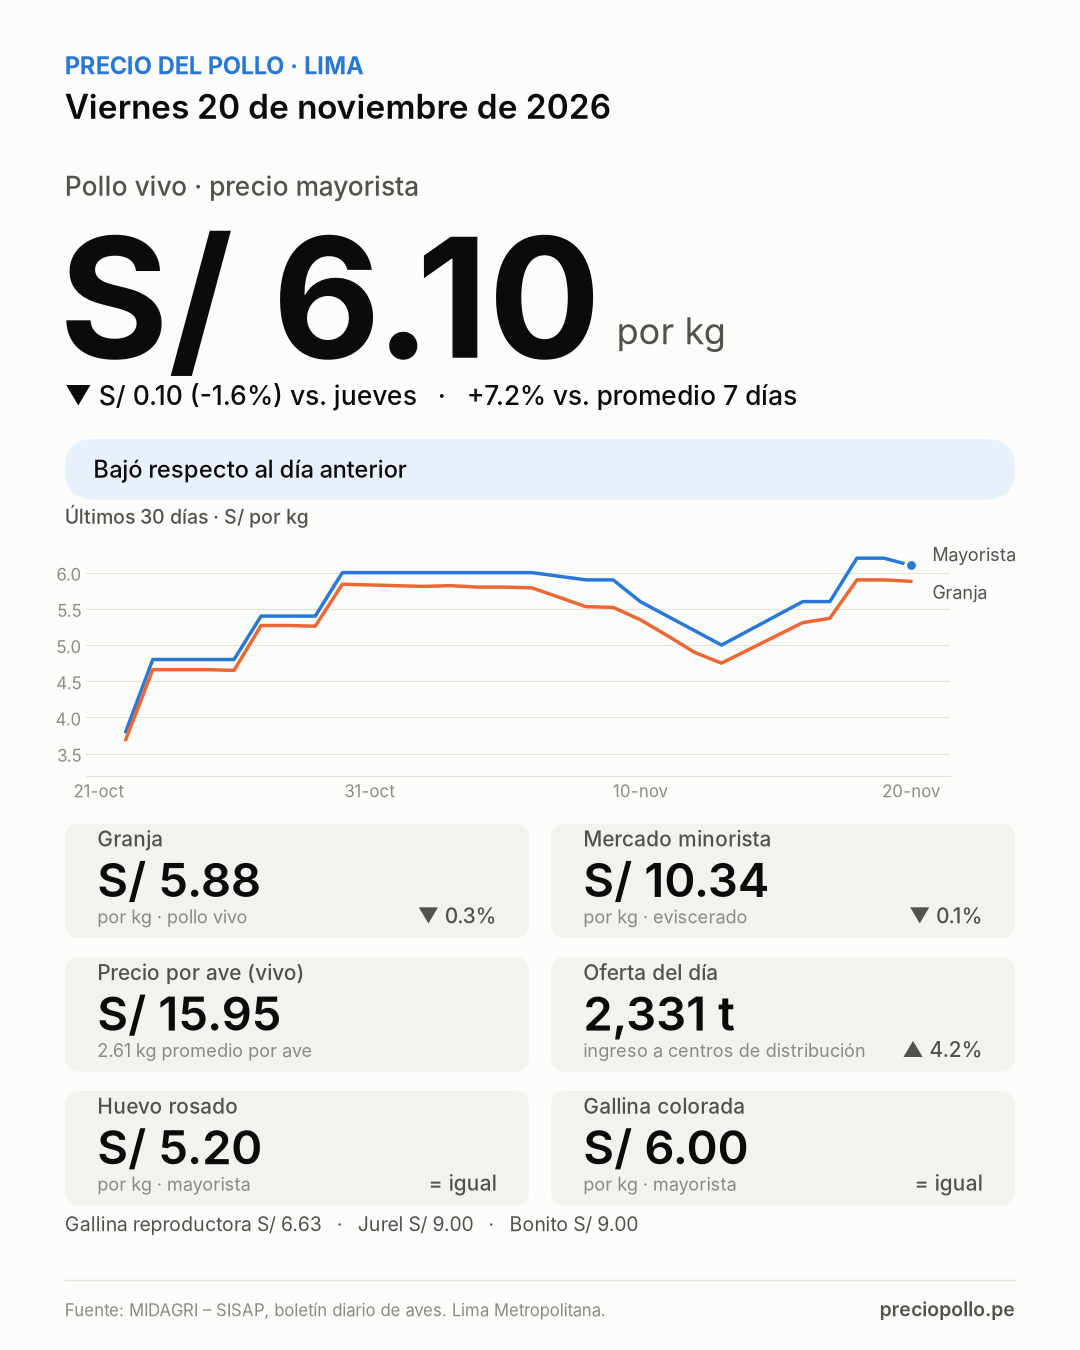 PRECIO DEL POLLO · LIMA
Viernes 20 de noviembre de 2026
Pollo vivo · precio mayorista
S/ 6.10 por kg
▼ S/ 0.10 (-1.6%) vs. jueves · +7.2% vs. promedio 7 días
Bajó respecto al día anterior
Últimos 30 días · S/ por kg
Mayorista
Granja
6.0
5.5
5.0
4.5
4.0
3.5
21-oct 31-oct 10-nov 20-nov
Granja
S/ 5.88
por kg · pollo vivo ▼ 0.3%
Mercado minorista
S/ 10.34
por kg · eviscerado ▼ 0.1%
Precio por ave (vivo)
S/ 15.95
2.61 kg promedio por ave
Oferta del día
2,331 t
ingreso a centros de distribución ▲ 4.2%
Huevo rosado
S/ 5.20
por kg · mayorista = igual
Gallina colorada
S/ 6.00
por kg · mayorista = igual
Gallina reproductora S/ 6.63 · Jurel S/ 9.00 · Bonito S/ 9.00
Fuente: MIDAGRI – SISAP, boletín diario de aves. Lima Metropolitana.
preciopollo.pe